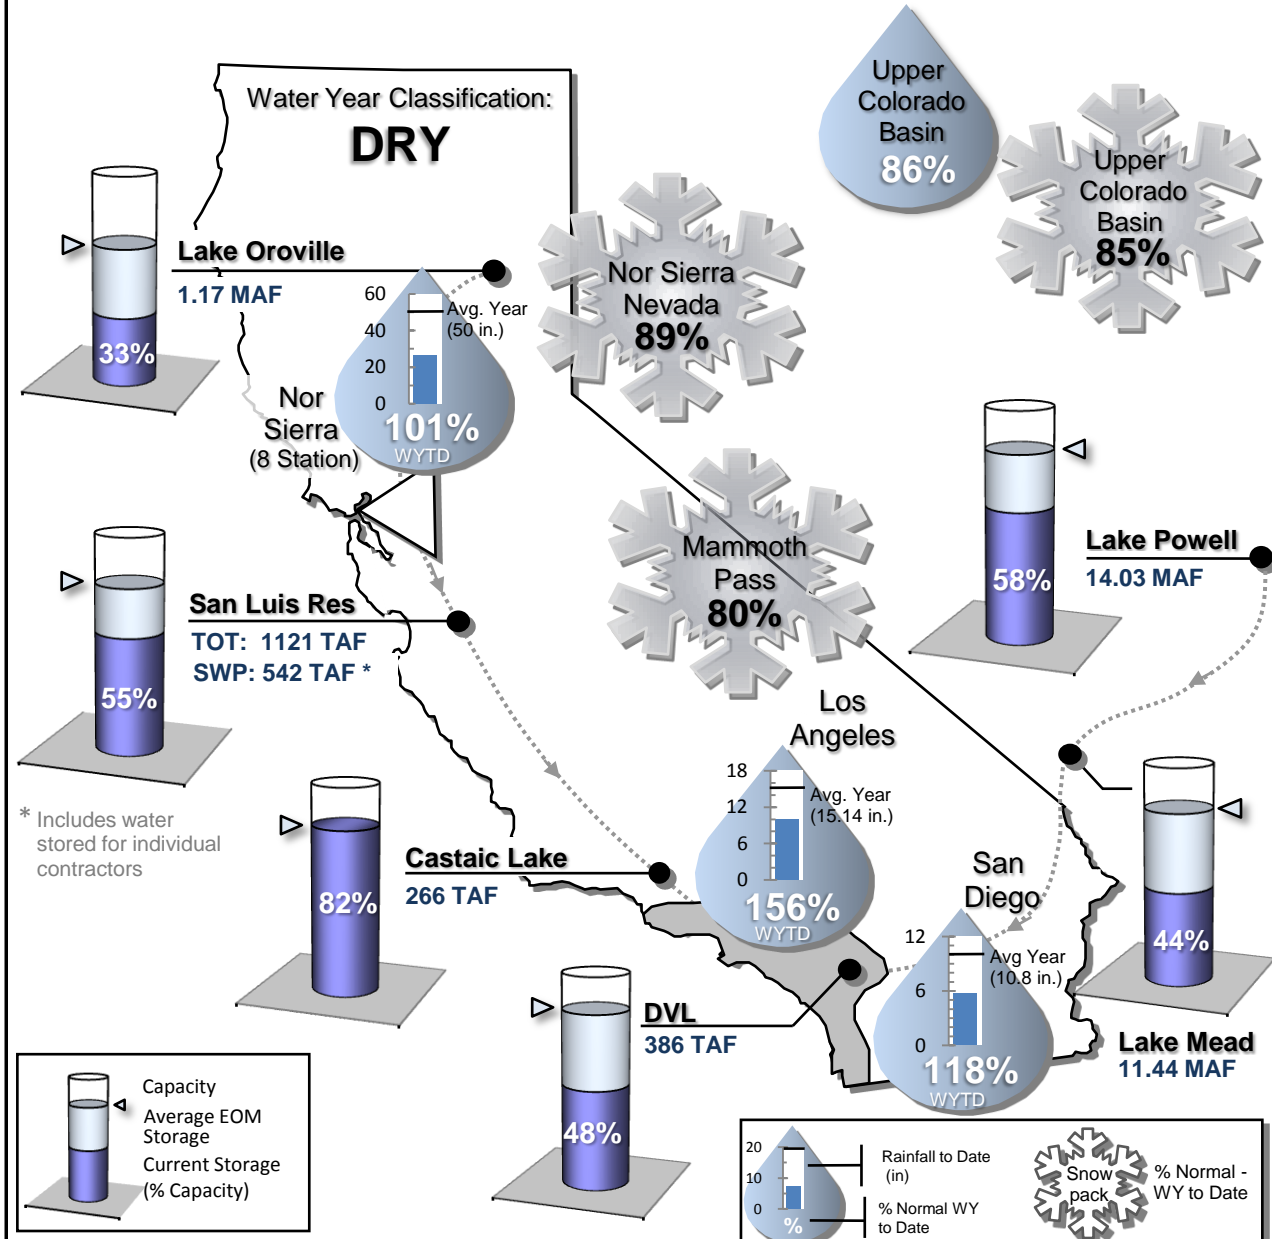 Water Year Classification:
DRY
Upper
Colorado
Basin
86%
Upper
Colorado
Basin
85%
Lake Oroville
1.17 MAF
33%
60
40
20
0
Avg. Year
(50 in.)
Nor
Sierra
(8 Station)
101%
WYTD
Nor Sierra
Nevada
89%
Mammoth
Pass
80%
58%
Lake Powell
14.03 MAF
San Luis Res
TOT: 1121 TAF
SWP: 542 TAF *
55%
* Includes water
stored for individual
contractors
Castaic Lake
266 TAF
82%
Los
Angeles
18
12
6
0
Avg. Year
(15.14 in.)
156%
WYTD
San
Diego
12
6
0
Avg Year
(10.8 in.)
118%
WYTD
44%
Lake Mead
11.44 MAF
DVL
386 TAF
48%
Capacity
Average EOM
Storage
Current Storage
(% Capacity)
20
10
0
%
Rainfall to Date
(in)
% Normal WY
to Date
Snow
pack
% Normal -
WY to Date